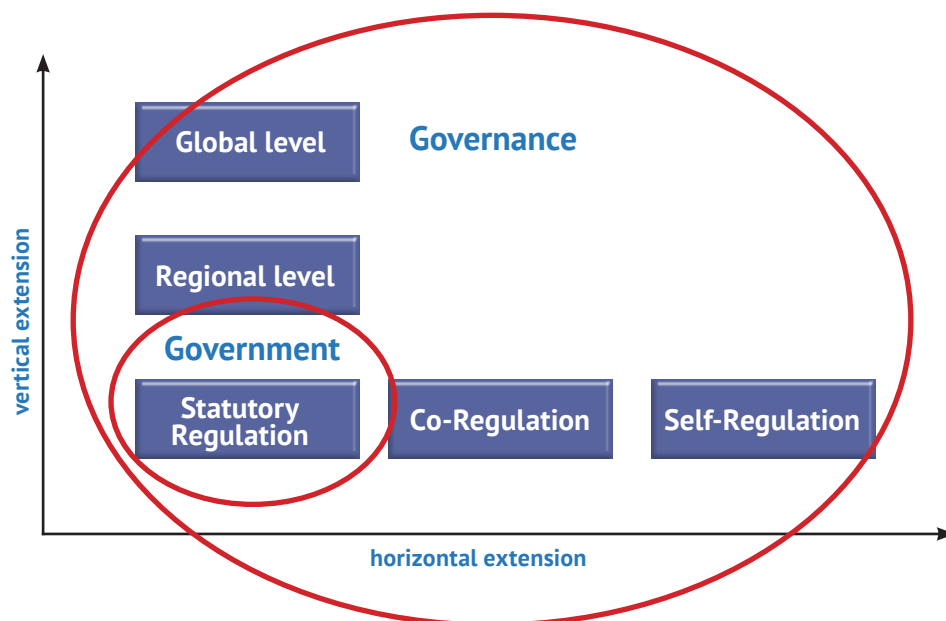 Global level
Governance
Regional level
Government
Statutory
Regulation
Co-Regulation
Self-Regulation
vertical extension
horizontal extension